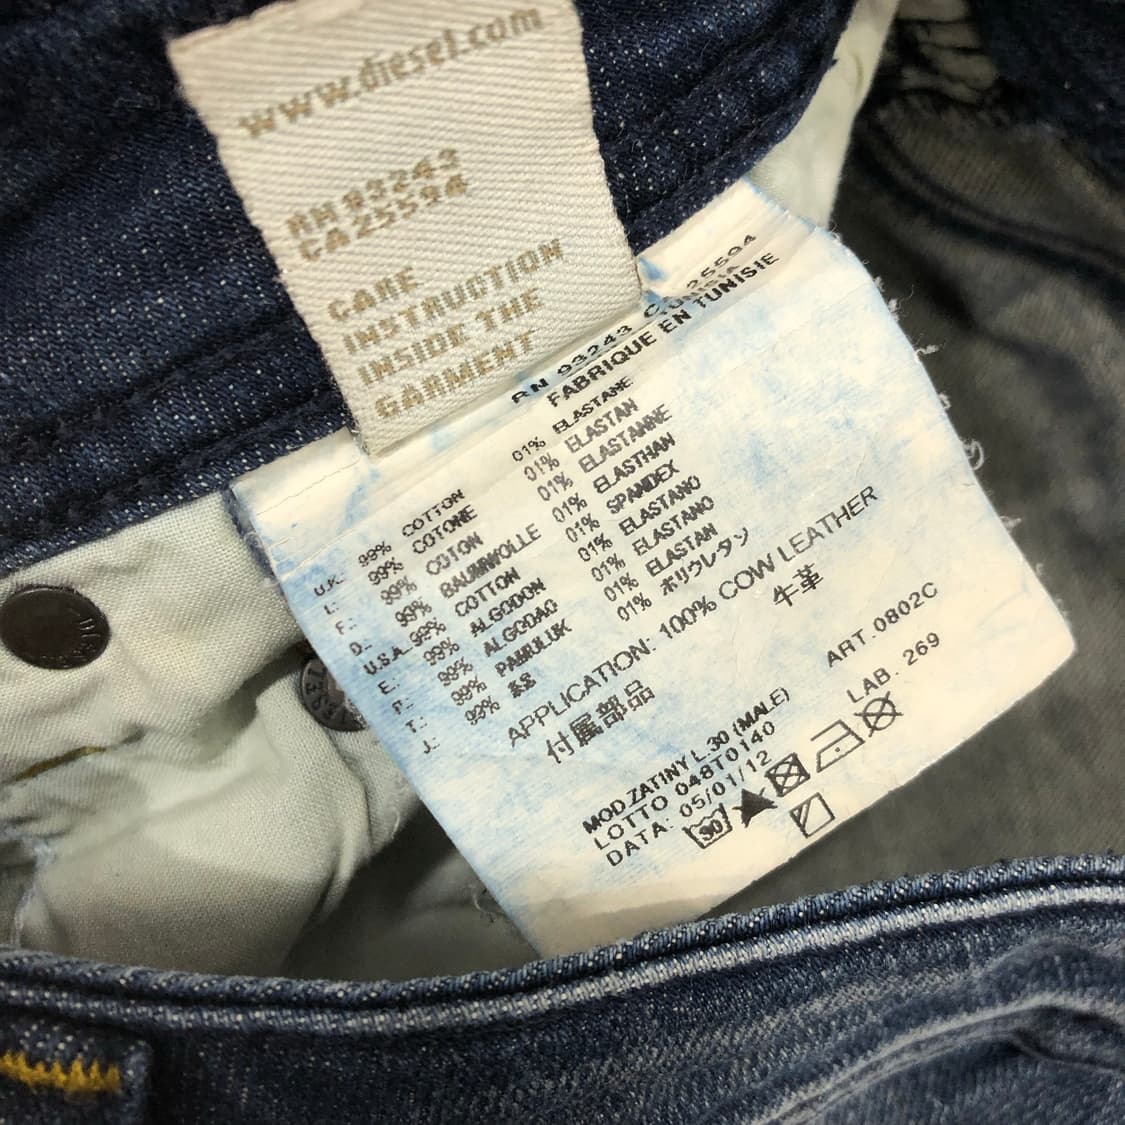 www.diesel.com
RN 93243
CA25594
CARE
INSTRUCTION
INSIDE THE
GARMENT
RN 93243 25594
FABRIQUE EN TUNISIE
U.K.: 99% COTTON 01% ELASTANE
I.: 99% COTONE 01% ELASTAN
F.: 99% COTON 01% ELASTANNE
D.: 99% BAUMWOLLE 01% ELASTHAN
U.S.A. 99% COTTON 01% SPANDEX
E.: 99% ALGODON 01% ELASTANO
P.: 99% ALGODAO 01% ELASTANO
T.: 99% PAMULUK 01% ELASTAN
J.: 99% 01% ポリウレタン
APPLICATION: 100% COW LEATHER
付属部品 牛革
ART.0802C
LAB. 269
MOD ZATINY L.30 (MALE)
LOTTO 048T0140
DATA: 05/01/12
30